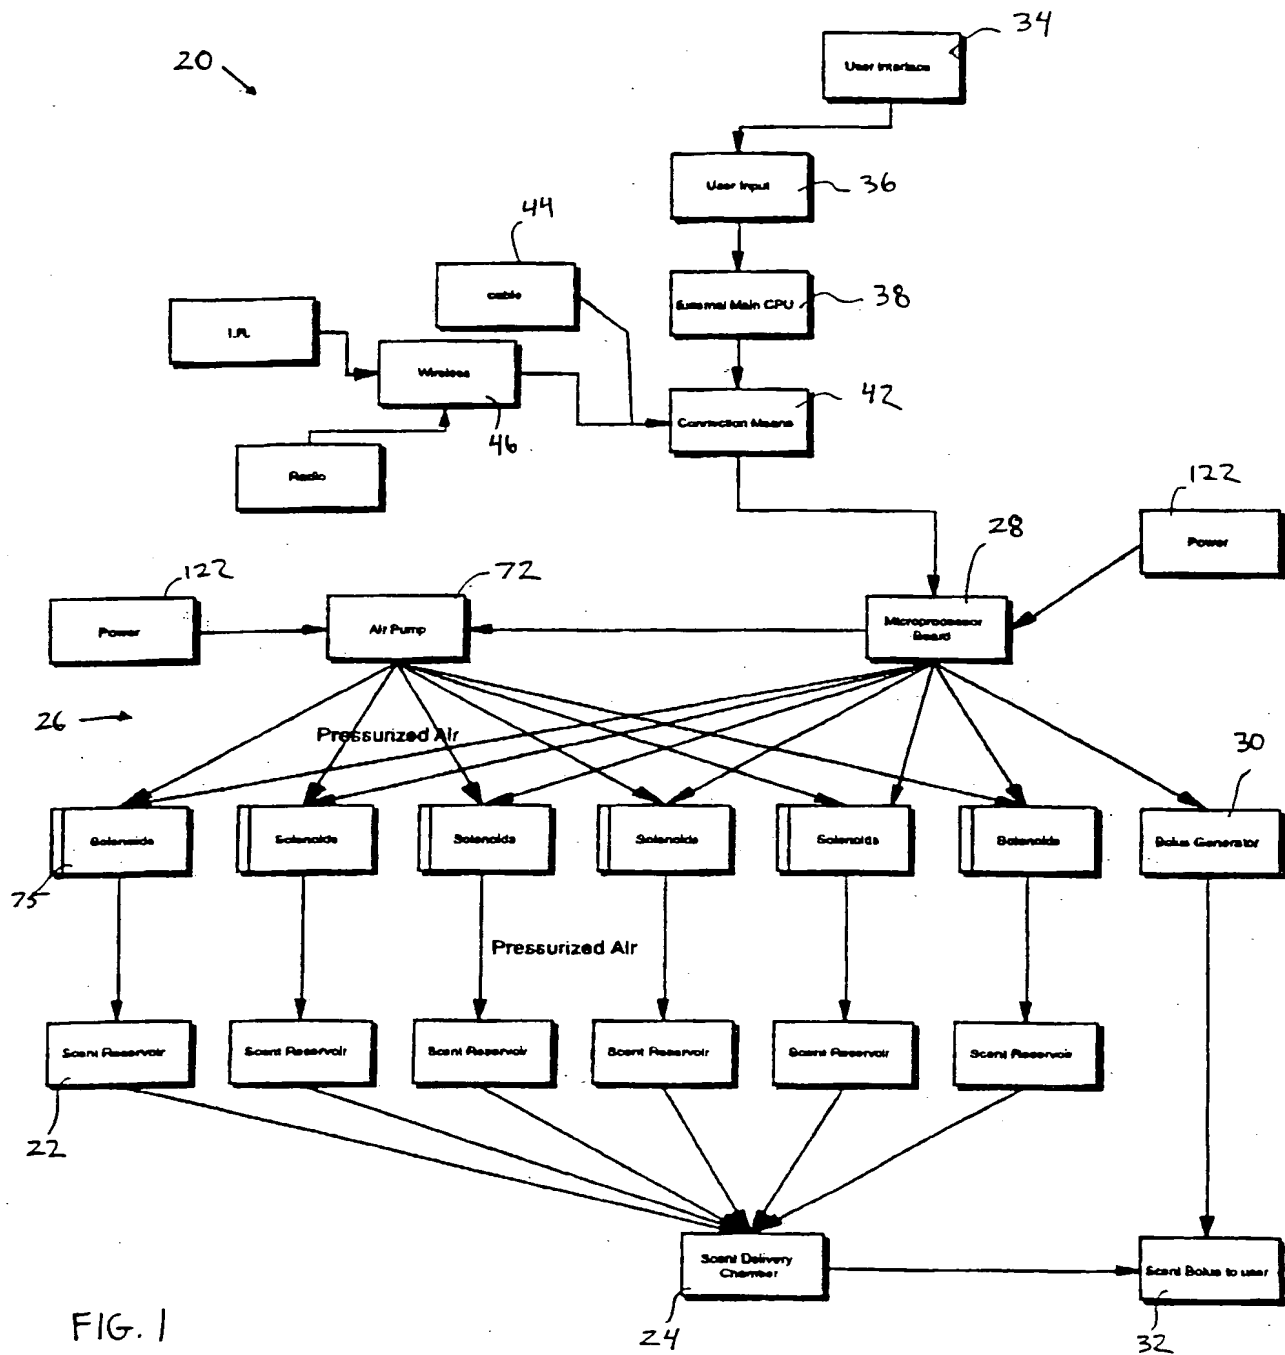 34
20
User Interface
User Input
36
44
cable
External Main CPU
38
I.R.
Wireless
42
Connection Means
46
Radio
122
28
Power
122
72
Power
Air Pump
Microprocessor
Board
26
Pressurized Air
30
Solenoids
Solenoids
Solenoids
Solenoids
Solenoids
Solenoids
Bolus Generator
75
Pressurized Air
Scent Reservoir
Scent Reservoir
Scent Reservoir
Scent Reservoir
Scent Reservoir
Scent Reservoir
22
Scent Delivery
Chamber
Scent Bolus to user
FIG. 1
24
32